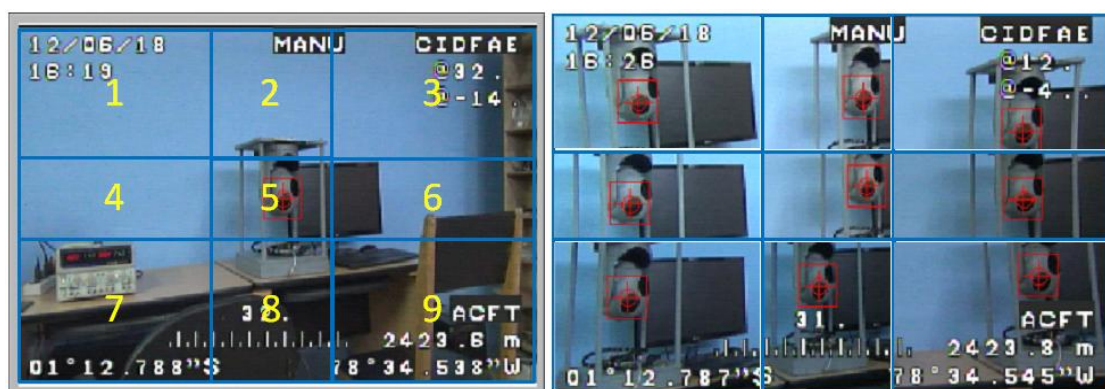 12/06/18 MANU CIDFAE
16:19 @32.
@-14.
1 2 3
4 5 6
7 8 9
32. ACFT
2423.6 m
01°12.788"S 78°34.538"W
12/06/18 MANU CIDFAE
16:26 @12.
@-4..
31. ACFT
2423.8 m
01°12.787"S 78°34.545"W